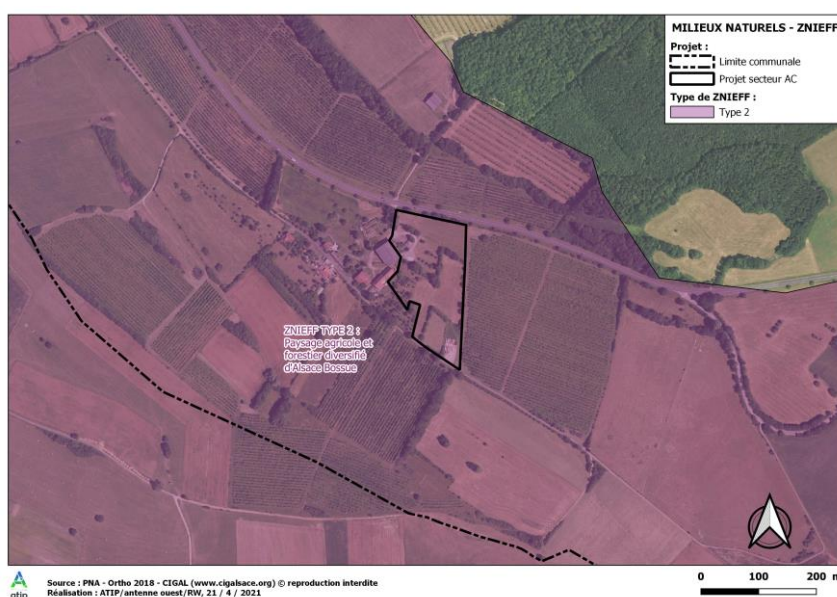 MILIEUX NATURELS - ZNIEFF
Projet :
Limite communale
Projet secteur AC
Type de ZNIEFF :
Type 2
ZNIEFF TYPE 2 :
Paysage agricole et
forestier diversifié
d'Alsace Bossue
atip
Source : PNA - Ortho 2018 - CIGAL (www.cigalsace.org) © reproduction interdite
Réalisation : ATIP/antenne ouest/RW, 21 / 4 / 2021
0 100 200 m